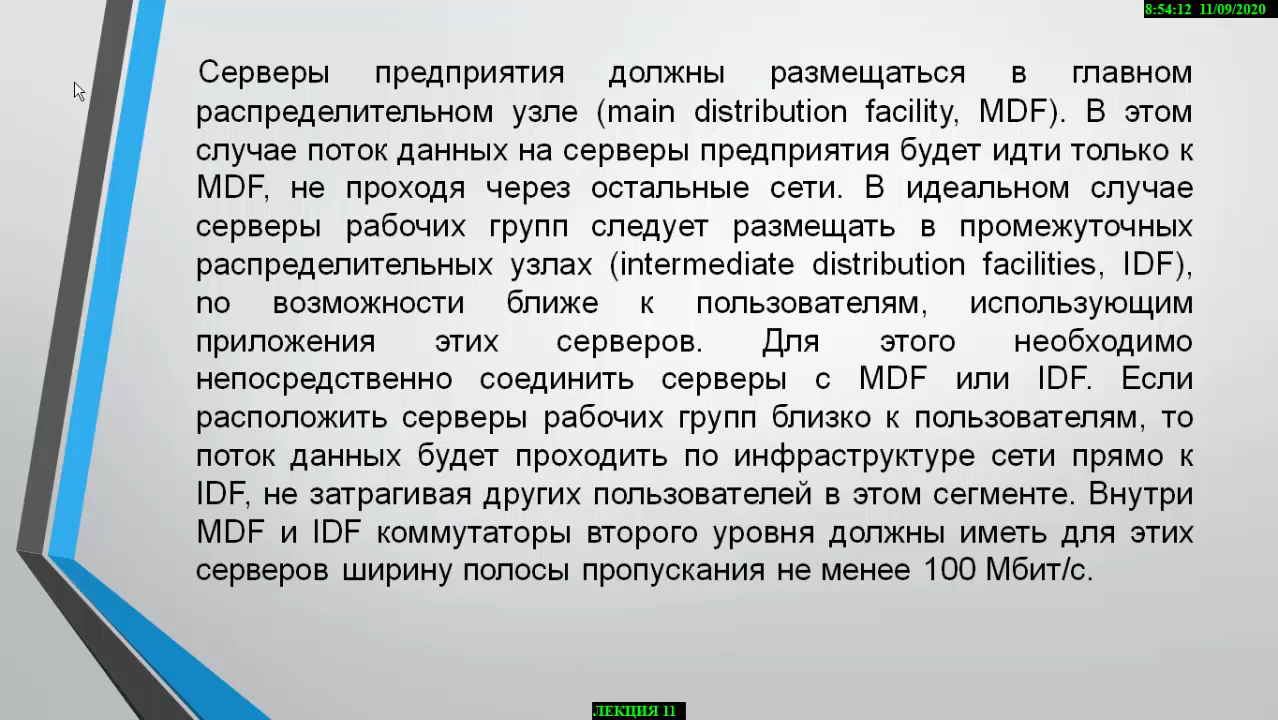 8:54:12 11/09/2020
Серверы предприятия должны размещаться в главном
распределительном узле (main distribution facility, MDF). В этом
случае поток данных на серверы предприятия будет идти только к
MDF, не проходя через остальные сети. В идеальном случае
серверы рабочих групп следует размещать в промежуточных
распределительных узлах (intermediate distribution facilities, IDF),
no возможности ближе к пользователям, использующим
приложения этих серверов. Для этого необходимо
непосредственно соединить серверы с MDF или IDF. Если
расположить серверы рабочих групп близко к пользователям, то
поток данных будет проходить по инфраструктуре сети прямо к
IDF, не затрагивая других пользователей в этом сегменте. Внутри
MDF и IDF коммутаторы второго уровня должны иметь для этих
серверов ширину полосы пропускания не менее 100 Мбит/с.
ЛЕКЦИЯ 11